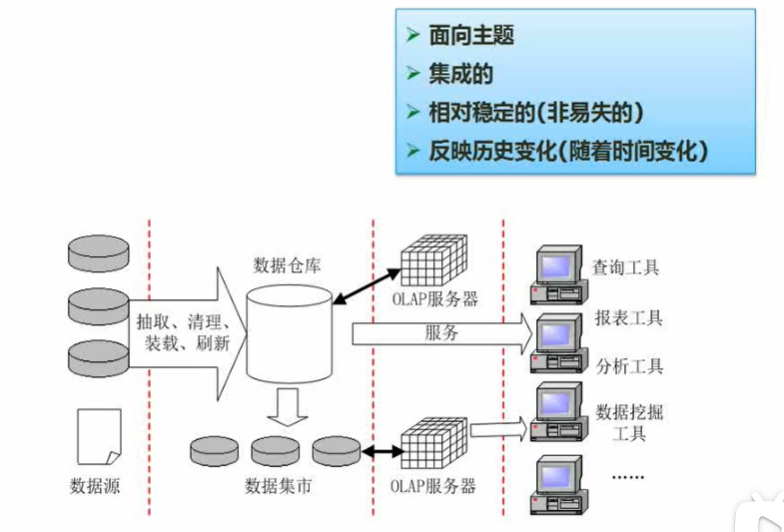 面向主题
集成的
相对稳定的(非易失的)
反映历史变化(随着时间变化)
数据仓库
OLAP服务器
查询工具
抽取、清理、
装载、刷新
服务
报表工具
分析工具
数据挖掘
工具
数据源
数据集市
OLAP服务器
......